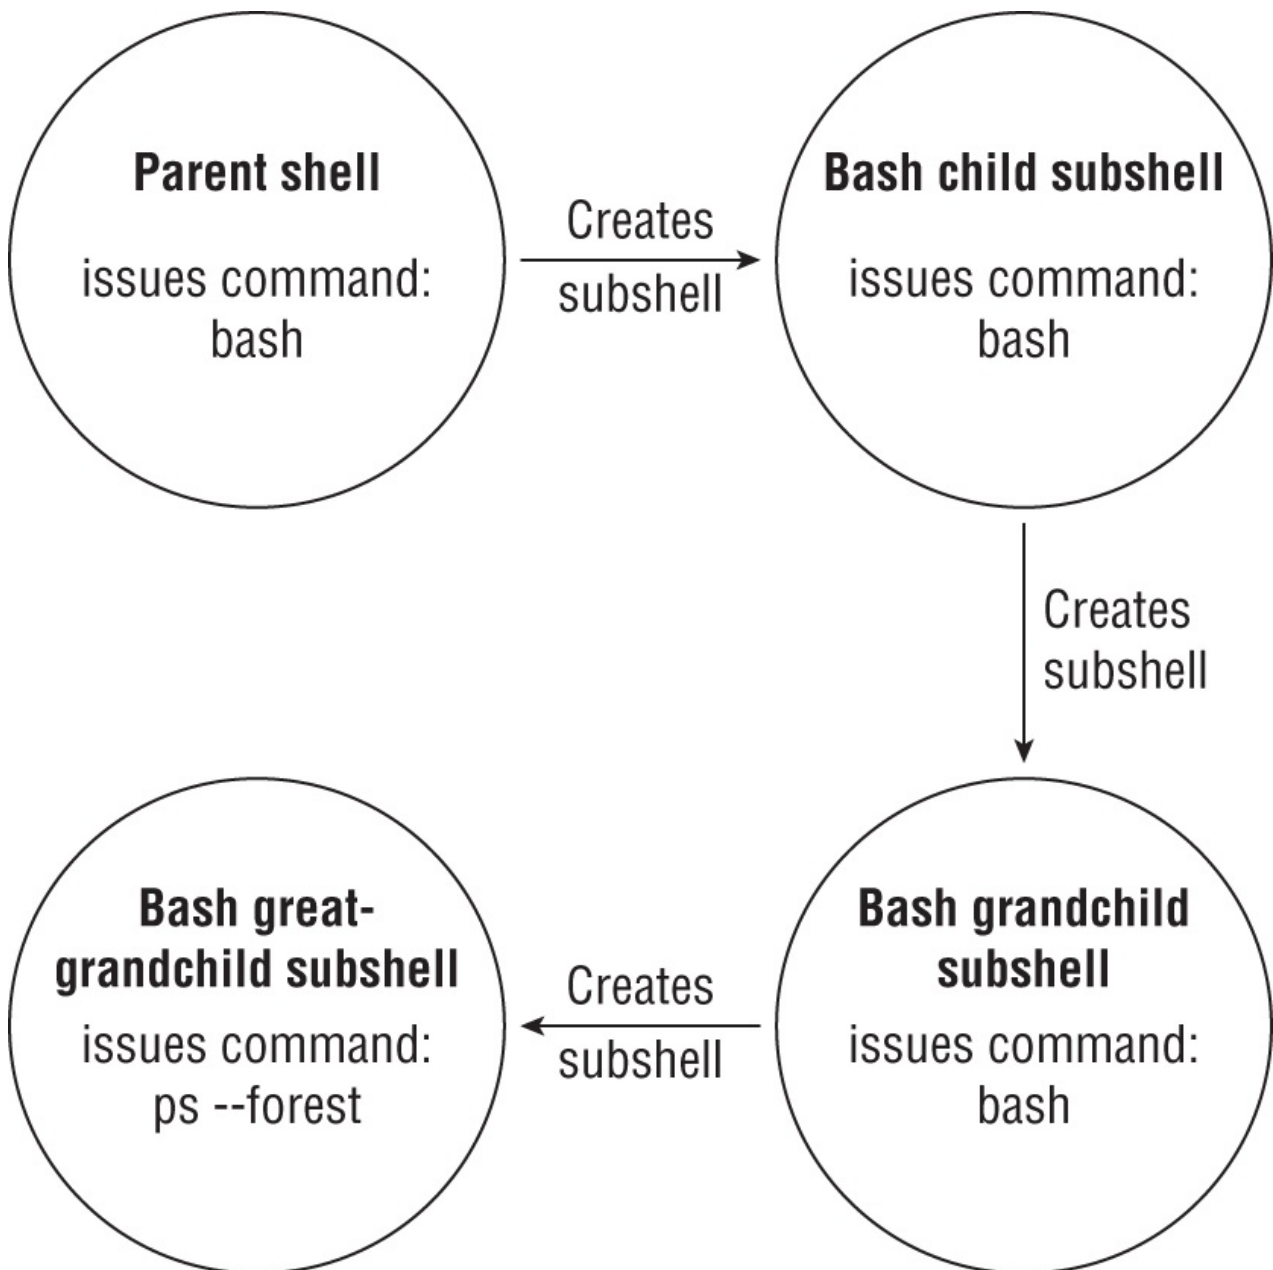 Parent shell
issues command:
bash
Creates
subshell
Bash child subshell
issues command:
bash
Creates
subshell
Bash grandchild
subshell
issues command:
bash
Creates
subshell
Bash great-
grandchild subshell
issues command:
ps --forest